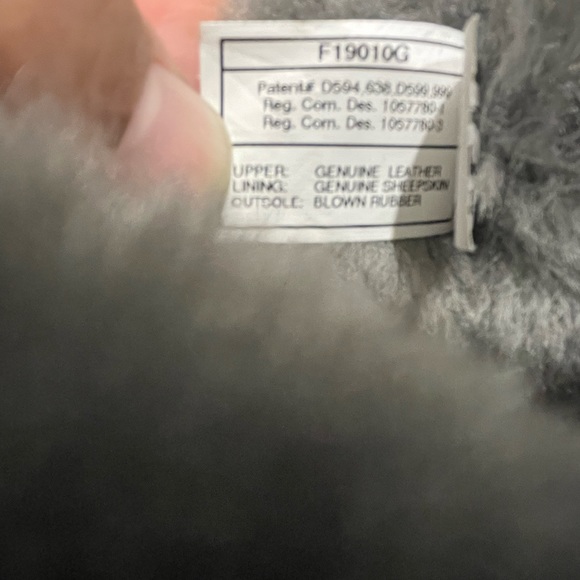 F19010G
Patent# D594,638,D599,999
Reg. Com. Des. 1057780-1
Reg. Com. Des. 1057780-3
UPPER: GENUINE LEATHER
LINING: GENUINE SHEEPSKIN
OUTSOLE: BLOWN RUBBER